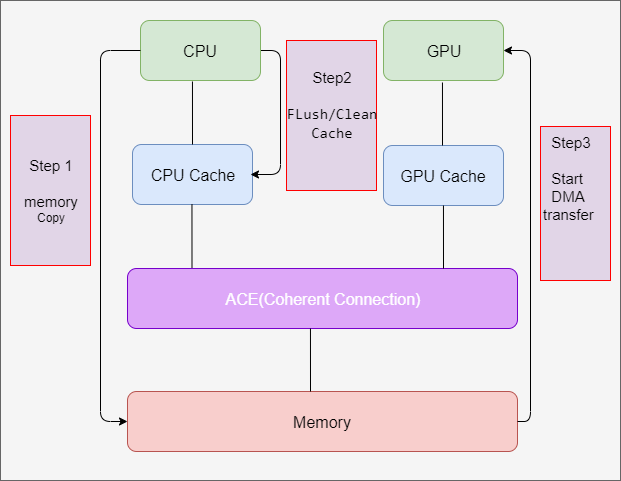 CPU
GPU
Step2
FLush/Clean
Cache
Step3
Start
DMA
transfer
Step 1
memory
Copy
CPU Cache
GPU Cache
ACE(Coherent Connection)
Memory